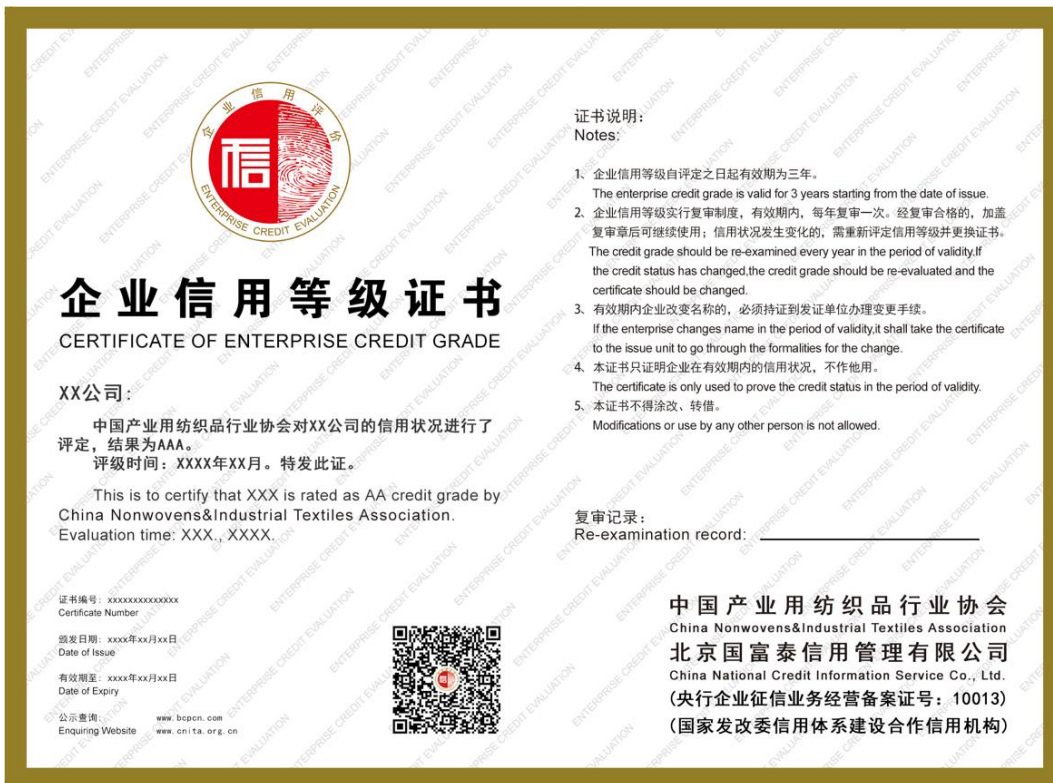 企业信用评价
信
ENTERPRISE CREDIT EVALUATION
企业信用等级证书
CERTIFICATE OF ENTERPRISE CREDIT GRADE
XX公司:
中国产业用纺织品行业协会对XX公司的信用状况进行了
评定，结果为AAA。
评级时间：XXXX年XX月。特发此证。
This is to certify that XXX is rated as AA credit grade by
China Nonwovens&Industrial Textiles Association.
Evaluation time: XXX., XXXX.
证书编号：xxxxxxxxxxxxxx
Certificate Number
颁发日期：xxxx年xx月xx日
Date of Issue
有效期至：xxxx年xx月xx日
Date of Expiry
公示查询： www.bcpcn.com
Enquiring Website www.cnita.org.cn
证书说明：
Notes:
1、企业信用等级自评定之日起有效期为三年。
The enterprise credit grade is valid for 3 years starting from the date of issue.
2、企业信用等级实行复审制度，有效期内，每年复审一次。经复审合格的，加盖
复审章后可继续使用；信用状况发生变化的，需重新评定信用等级并更换证书。
The credit grade should be re-examined every year in the period of validity.If
the credit status has changed,the credit grade should be re-evaluated and the
certificate should be changed.
3、有效期内企业改变名称的，必须持证到发证单位办理变更手续。
If the enterprise changes name in the period of validity,it shall take the certificate
to the issue unit to go through the formalities for the change.
4、本证书只证明企业在有效期内的信用状况，不作他用。
The certificate is only used to prove the credit status in the period of validity.
5、本证书不得涂改、转借。
Modifications or use by any other person is not allowed.
复审记录：
Re-examination record:
中国产业用纺织品行业协会
China Nonwovens&Industrial Textiles Association
北京国富泰信用管理有限公司
China National Credit Information Service Co., Ltd.
(央行企业征信业务经营备案证号：10013)
(国家发改委信用体系建设合作信用机构)